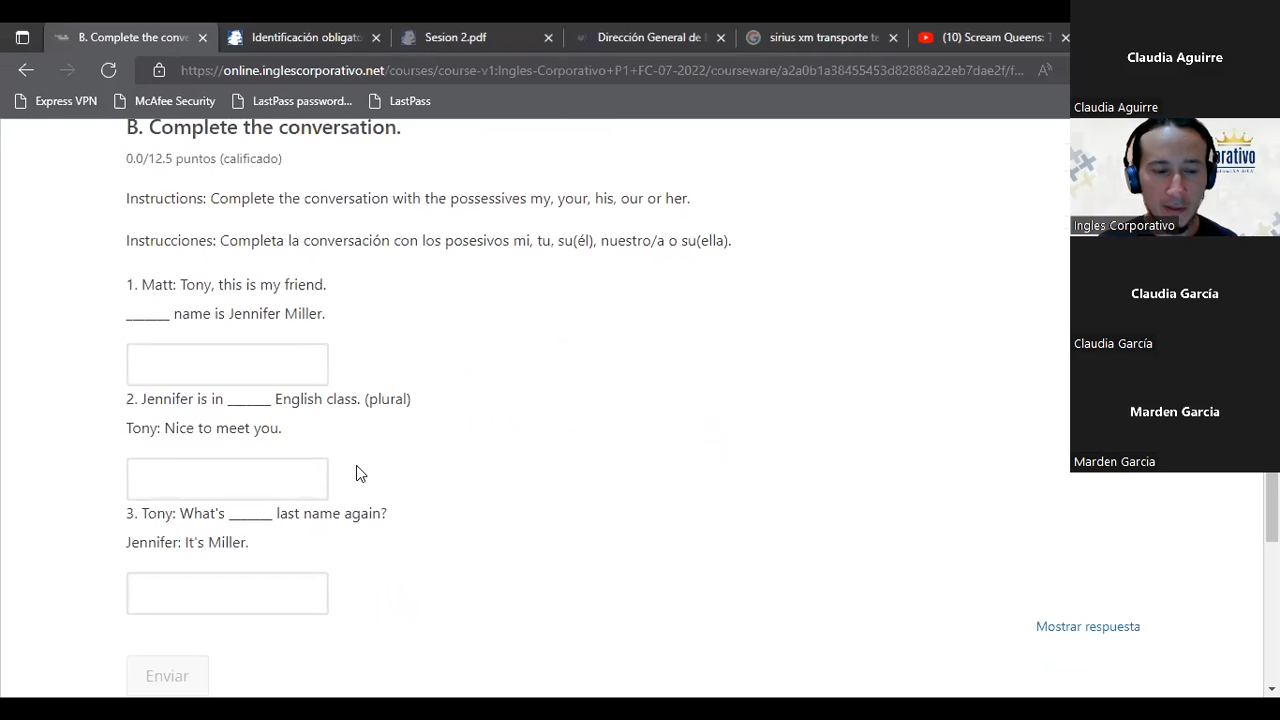 B. Complete the conve
Identificación obligato
Sesion 2.pdf
Dirección General de
sirius xm transporte te
(10) Scream Queens: T
https://online.inglescorporativo.net/courses/course-v1:Ingles-Corporativo+P1+FC-07-2022/courseware/a2a0b1a38455453d82888a22eb7dae2f/f...
Express VPN
McAfee Security
LastPass password...
LastPass
B. Complete the conversation.
0.0/12.5 puntos (calificado)
Instructions: Complete the conversation with the possessives my, your, his, our or her.
Instrucciones: Completa la conversación con los posesivos mi, tu, su(él), nuestro/a o su(ella).
1. Matt: Tony, this is my friend.
______ name is Jennifer Miller.
2. Jennifer is in ______ English class. (plural)
Tony: Nice to meet you.
3. Tony: What's ______ last name again?
Jennifer: It's Miller.
Mostrar respuesta
Enviar
Claudia Aguirre
Claudia Aguirre
orativo
Ingles Corporativo
Claudia García
Claudia García
Marden Garcia
Marden Garcia